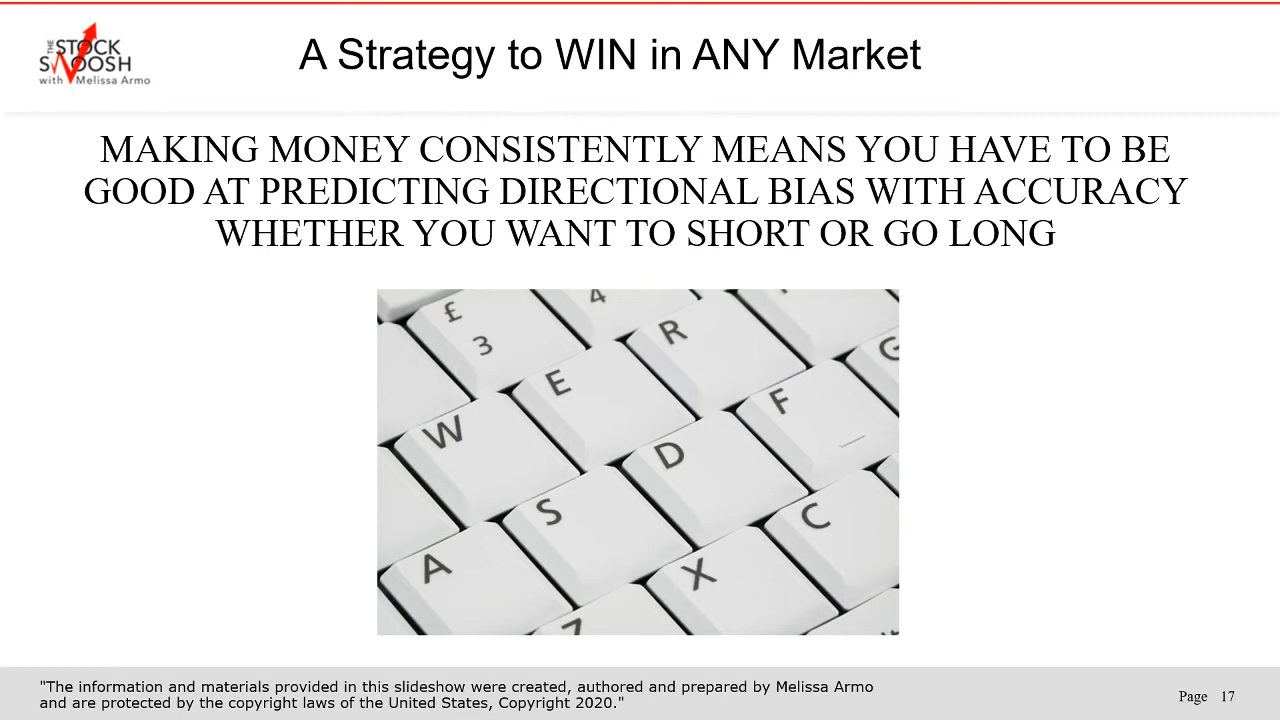 THE STOCK SWOOSH
with Melissa Armo
A Strategy to WIN in ANY Market
MAKING MONEY CONSISTENTLY MEANS YOU HAVE TO BE
GOOD AT PREDICTING DIRECTIONAL BIAS WITH ACCURACY
WHETHER YOU WANT TO SHORT OR GO LONG
£
4
R
3
G
E
F
W
D
S
C
A
X
Z
"The information and materials provided in this slideshow were created, authored and prepared by Melissa Armo
and are protected by the copyright laws of the United States, Copyright 2020."
Page 17